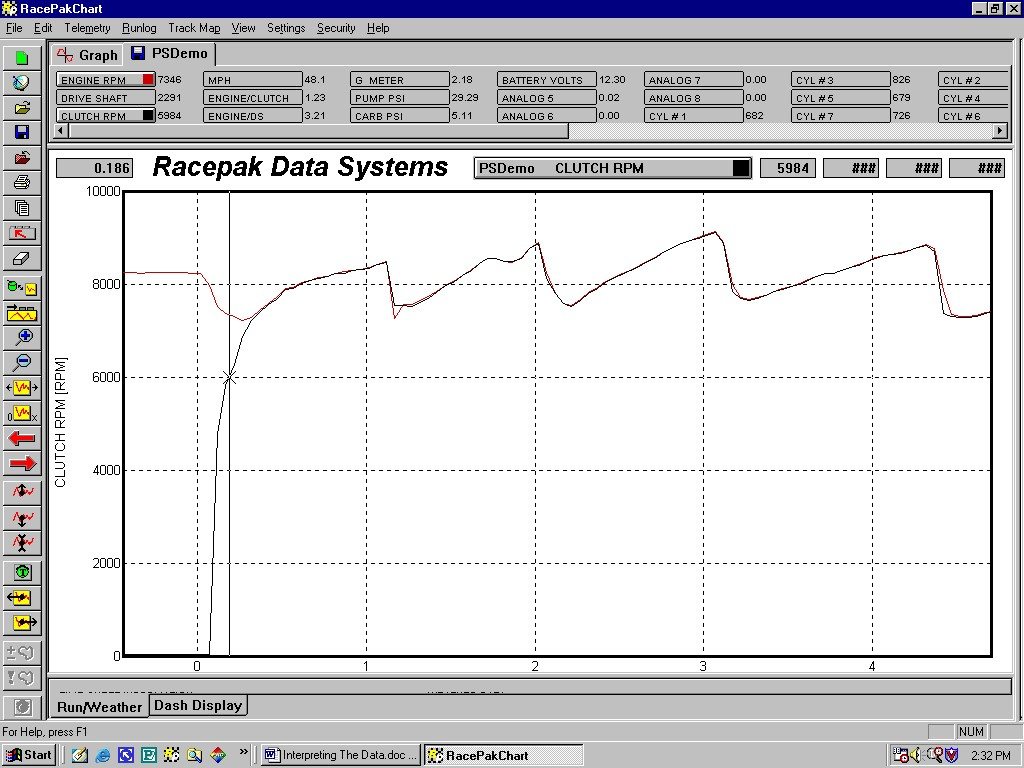 RacePakChart
File Edit Telemetry Runlog Track Map View Settings Security Help
Graph PSDemo
ENGINE RPM 7346 MPH 48.1 G METER 2.18 BATTERY VOLTS 12.30 ANALOG 7 0.00 CYL # 3 826 CYL # 2
DRIVE SHAFT 2291 ENGINE/CLUTCH 1.23 PUMP PSI 29.29 ANALOG 5 0.02 ANALOG 8 0.00 CYL # 5 679 CYL # 4
CLUTCH RPM 5984 ENGINE/DS 3.21 CARB PSI 5.11 ANALOG 6 0.00 CYL # 1 682 CYL # 7 726 CYL # 6
0.186 Racepak Data Systems PSDemo CLUTCH RPM 5984 ### ### ###
10000
8000
6000
4000
2000
0
CLUTCH RPM [RPM]
0 1 2 3 4
Run/Weather Dash Display
For Help, press F1 NUM
Start Interpreting The Data.doc ... RacePakChart 2:32 PM